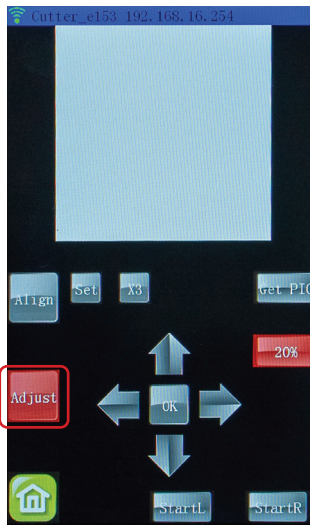 Cutter_e153 192.168.16.254
Align
Set
X3
Get PIC
20%
Adjust
OK
StartL
StartR